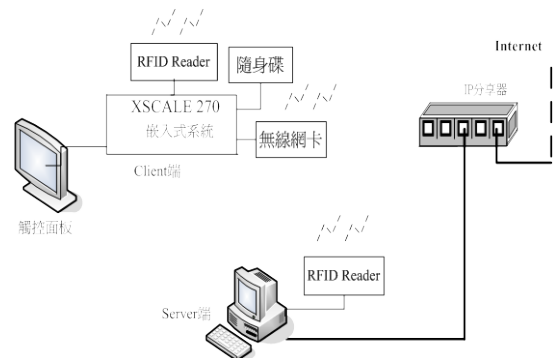 RFID Reader
隨身碟
XSCALE 270
嵌入式系統
無線網卡
Client端
觸控面板
Internet
IP分享器
RFID Reader
Server端